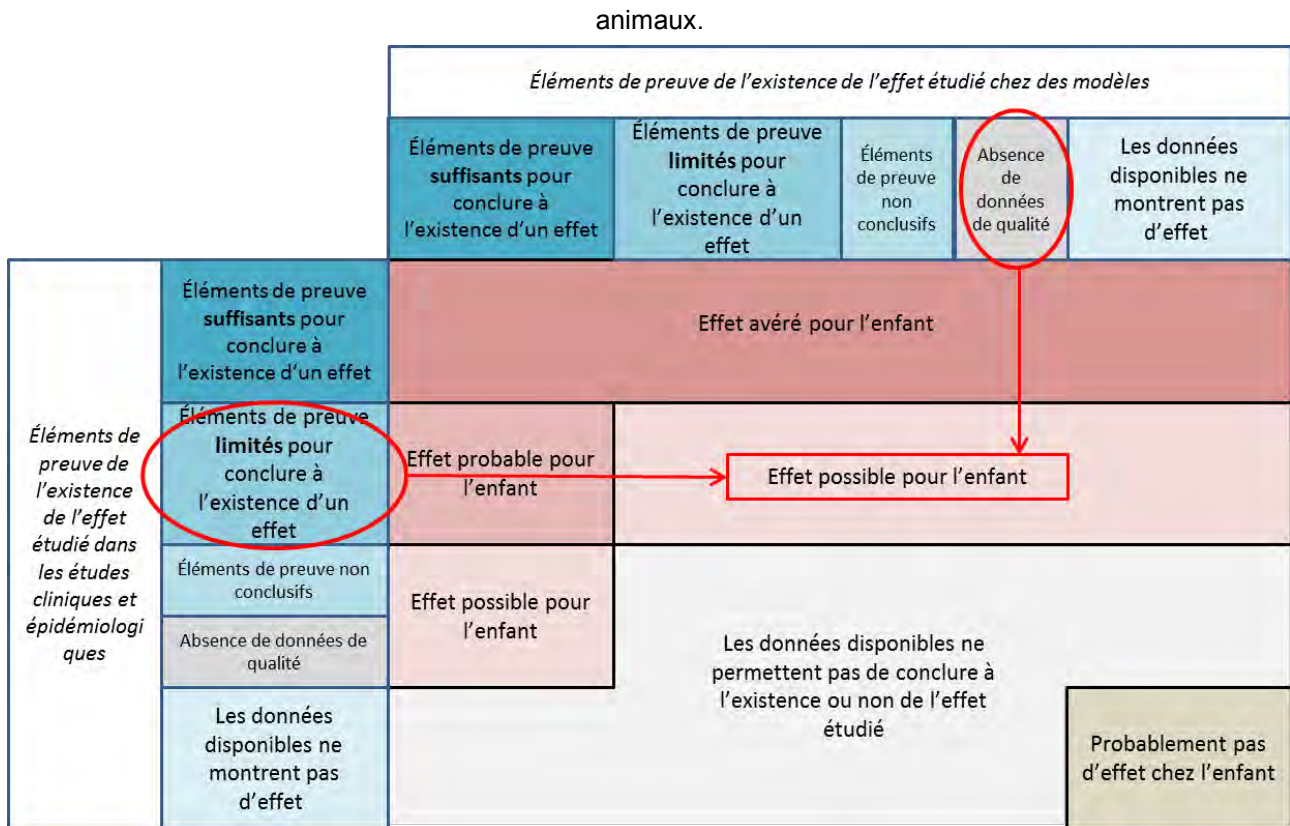 animaux.
Éléments de preuve de l'existence de l'effet étudié chez des modèles
Éléments de preuve
suffisants pour
conclure à
l'existence d'un effet
Éléments de preuve
limités pour
conclure à
l'existence d'un
effet
Éléments
de preuve
non
conclusifs
Absence
de
données
de qualité
Les données
disponibles ne
montrent pas
d'effet
Éléments de
preuve de
l'existence
de l'effet
étudié dans
les études
cliniques et
épidémiologi
ques
Éléments de preuve
suffisants pour
conclure à
l'existence d'un effet
Effet avéré pour l'enfant
Éléments de preuve
limités pour
conclure à
l'existence d'un
effet
Effet probable pour
l'enfant
Effet possible pour l'enfant
Éléments de preuve non
conclusifs
Absence de données de
qualité
Effet possible pour
l'enfant
Les données disponibles ne
permettent pas de conclure à
l'existence ou non de l'effet
étudié
Les données
disponibles ne
montrent pas
d'effet
Probablement pas
d'effet chez l'enfant